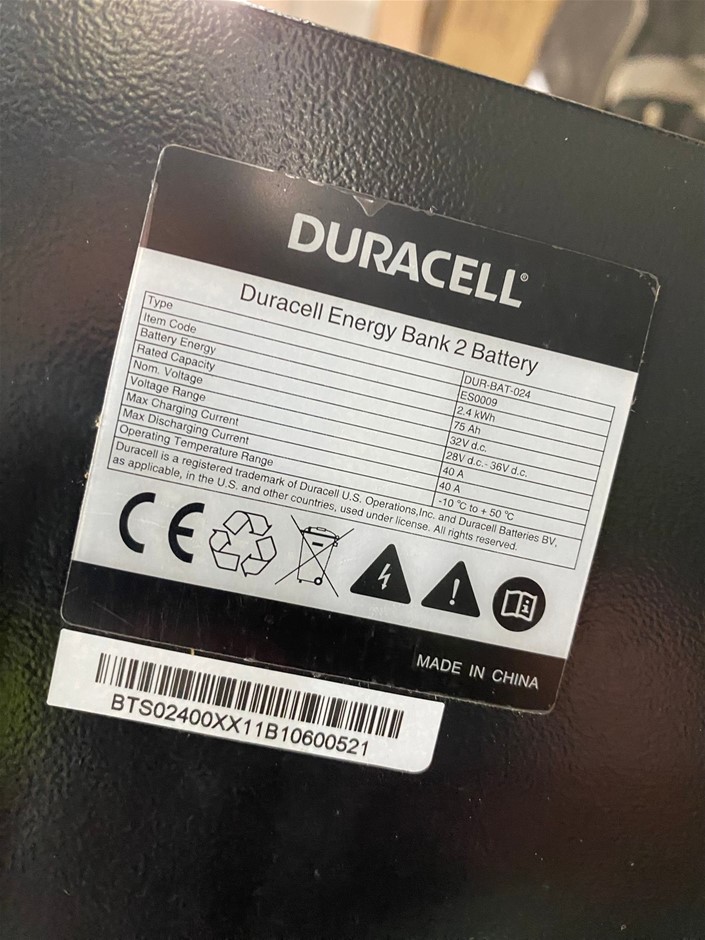 DURACELL®
Duracell Energy Bank 2 Battery
Type DUR-BAT-024
Item Code ES0009
Battery Energy 2.4 kWh
Rated Capacity 75 Ah
Nom. Voltage 32V d.c.
Voltage Range 28V d.c.- 36V d.c.
Max Charging Current 40 A
Max Discharging Current 40 A
Operating Temperature Range -10 °C to + 50 °C
Duracell is a registered trademark of Duracell U.S. Operations,Inc. and Duracell Batteries BV,
as applicable, in the U.S. and other countries, used under license. All rights reserved.
CE
MADE IN CHINA
BTS02400XX11B10600521